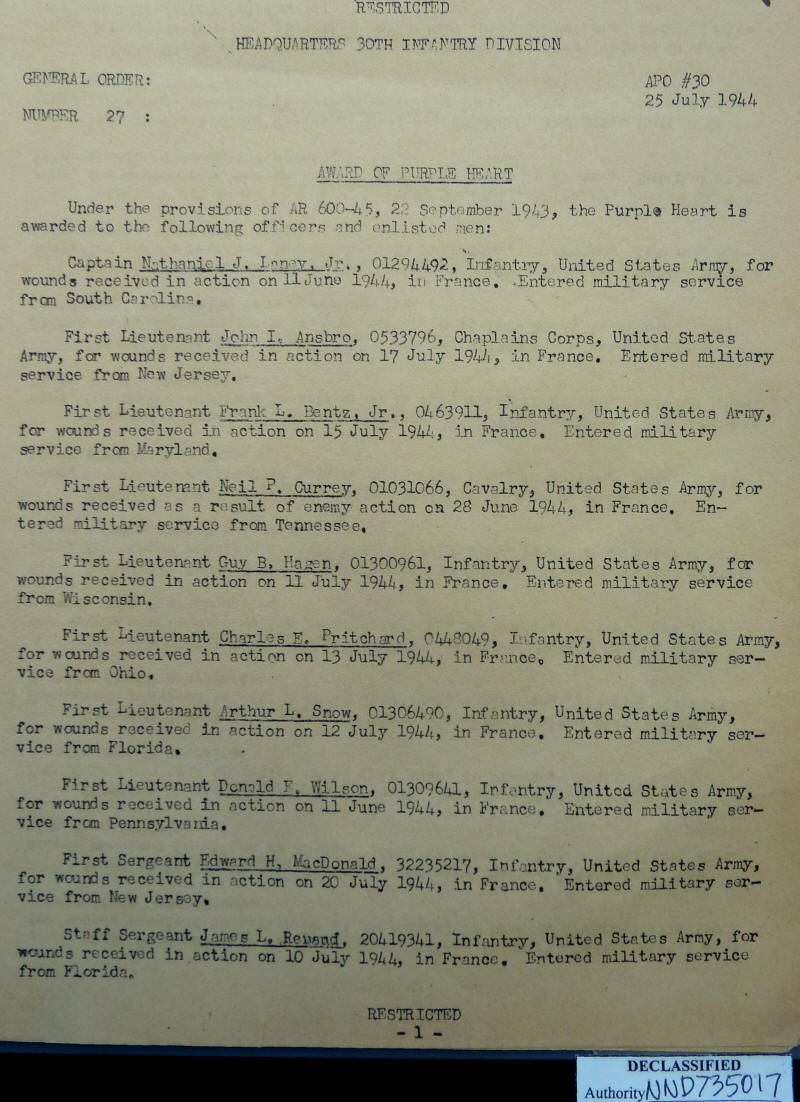 RESTRICTED
HEADQUARTERS 30TH INFANTRY DIVISION
GENERAL ORDER:
APO #30
25 July 1944
NUMBER 27 :
AWARD OF PURPLE HEART
Under the provisions of AR 600-45, 22 September 1943, the Purple Heart is
awarded to the following officers and enlisted men:
Captain Nathaniel J. Laney, Jr., 01294492, Infantry, United States Army, for
wounds received in action on 11 June 1944, in France. Entered military service
from South Carolina.
First Lieutenant John I. Ansbro, 0533796, Chaplains Corps, United States
Army, for wounds received in action on 17 July 1944, in France. Entered military
service from New Jersey.
First Lieutenant Frank L. Bentz, Jr., 0463911, Infantry, United States Army,
for wounds received in action on 15 July 1944, in France. Entered military
service from Maryland.
First Lieutenant Neil P. Currey, 01031066, Cavalry, United States Army, for
wounds received as a result of enemy action on 28 June 1944, in France. En-
tered military service from Tennessee.
First Lieutenant Guy B. Hagen, 01300961, Infantry, United States Army, for
wounds received in action on 11 July 1944, in France. Entered military service
from Wisconsin.
First Lieutenant Charles E. Pritchard, 0448049, Infantry, United States Army,
for wounds received in action on 13 July 1944, in France. Entered military ser-
vice from Ohio.
First Lieutenant Arthur L. Snow, 01306490, Infantry, United States Army,
for wounds received in action on 12 July 1944, in France. Entered military ser-
vice from Florida.
First Lieutenant Donald F. Wilson, 01309641, Infantry, United States Army,
for wounds received in action on 11 June 1944, in France. Entered military ser-
vice from Pennsylvania.
First Sergeant Edward H. MacDonald, 32235217, Infantry, United States Army,
for wounds received in action on 20 July 1944, in France. Entered military ser-
vice from New Jersey.
Staff Sergeant James L. 20419341, Infantry, United States Army, for
wounds received in action on 10 July 1944, in France. Entered military service
from Florida.
RESTRICTED
- 1 -
DECLASSIFIED
Authority NND735017